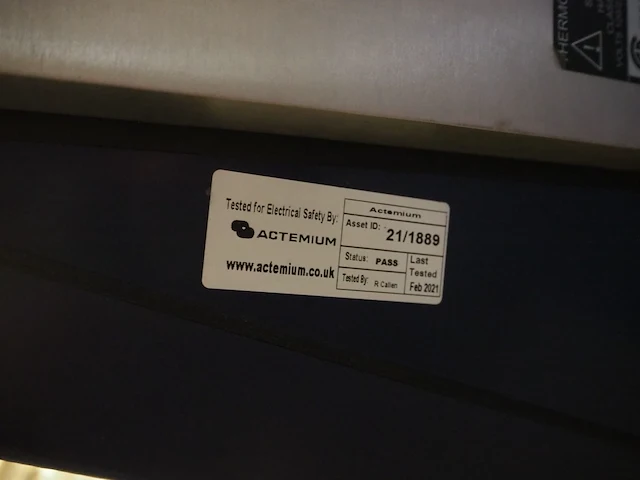 Tested for Electrical Safety By:
ACTEMIUM
www.actemium.co.uk
Actemium
Asset ID: 21/1889
Status: PASS
Last
Tested
Feb 2021
Tested By: R Callen